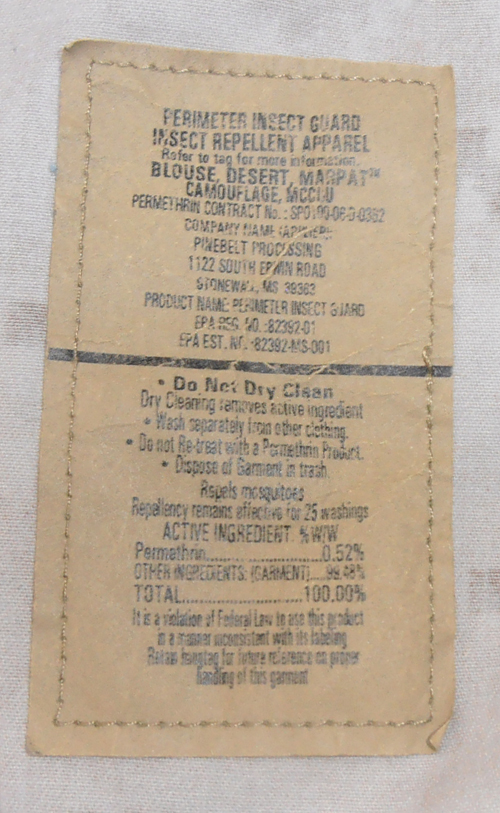 PERIMETER INSECT GUARD
INSECT REPELLENT APPAREL
Refer to tag for more information.
BLOUSE, DESERT, MARPAT™
CAMOUFLAGE, MCCUU
PERMETHRIN CONTRACT No.: SPO100-06-D-0362
COMPANY NAME (APPLIER):
PINEBELT PROCESSING
1122 SOUTH ERWIN ROAD
STONEWALL, MS 39363
PRODUCT NAME: PERIMETER INSECT GUARD
EPA REG. NO. :82392-01
EPA EST. NO. :82392-MS-001
• Do Not Dry Clean
Dry Cleaning removes active ingredient
• Wash separately from other clothing.
• Do not Re-treat with a Permethrin Product.
• Dispose of Garment in trash.
Repels mosquitoes
Repellency remains effective for 25 washings
ACTIVE INGREDIENT: %W/W
Permethrin........................0.52%
OTHER INGREDIENTS: (GARMENT)....99.48%
TOTAL........................100.00%
It is a violation of Federal Law to use this product
in a manner inconsistent with its labeling
Retain hangtag for future reference on proper
handling of this garment